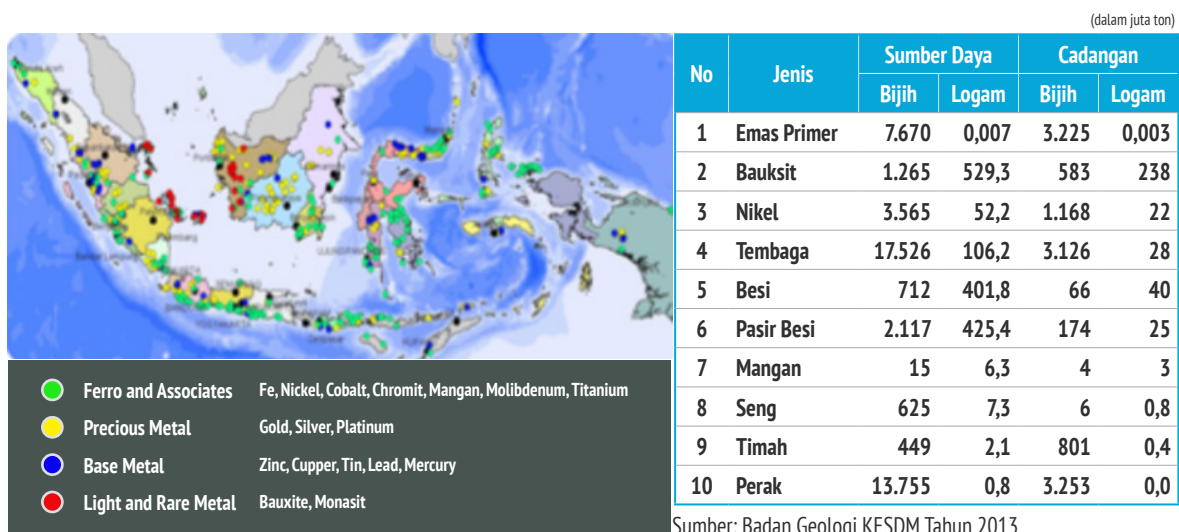 (dalam juta ton)
No Jenis Sumber Daya Cadangan
Bijih Logam Bijih Logam
1 Emas Primer 7.670 0,007 3.225 0,003
2 Bauksit 1.265 529,3 583 238
3 Nikel 3.565 52,2 1.168 22
4 Tembaga 17.526 106,2 3.126 28
5 Besi 712 401,8 66 40
6 Pasir Besi 2.117 425,4 174 25
7 Mangan 15 6,3 4 3
8 Seng 625 7,3 6 0,8
9 Timah 449 2,1 801 0,4
10 Perak 13.755 0,8 3.253 0,0
Sumber: Badan Geologi KESDM Tahun 2013
Ferro and Associates Fe, Nickel, Cobalt, Chromit, Mangan, Molibdenum, Titanium
Precious Metal Gold, Silver, Platinum
Base Metal Zinc, Cupper, Tin, Lead, Mercury
Light and Rare Metal Bauxite, Monasit